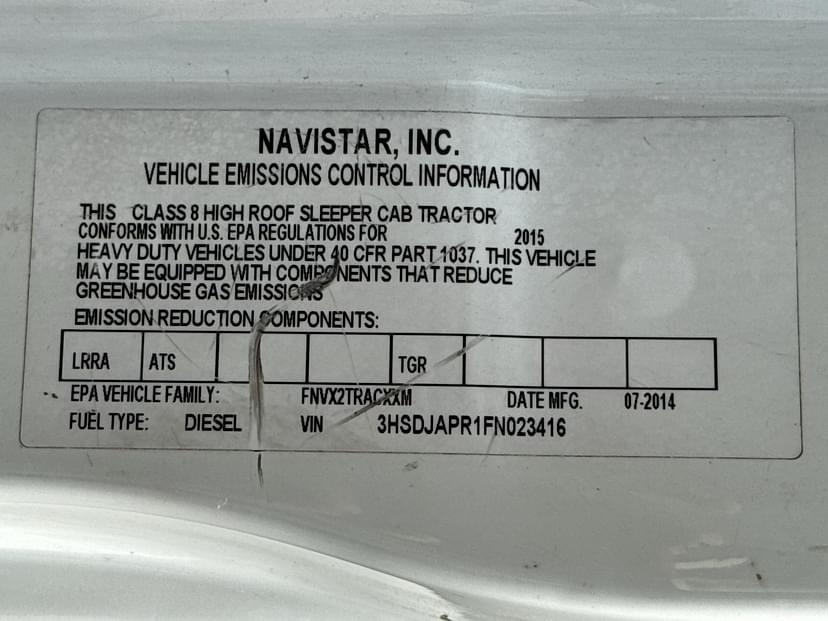 NAVISTAR, INC.
VEHICLE EMISSIONS CONTROL INFORMATION
THIS CLASS 8 HIGH ROOF SLEEPER CAB TRACTOR
CONFORMS WITH U.S. EPA REGULATIONS FOR 2015
HEAVY DUTY VEHICLES UNDER 40 CFR PART 1037. THIS VEHICLE
MAY BE EQUIPPED WITH COMPONENTS THAT REDUCE
GREENHOUSE GAS EMISSIONS
EMISSION REDUCTION COMPONENTS:
LRRA ATS TGR
EPA VEHICLE FAMILY: FNVX2TRACXXM DATE MFG. 07-2014
FUEL TYPE: DIESEL VIN 3HSDJAPR1FN023416